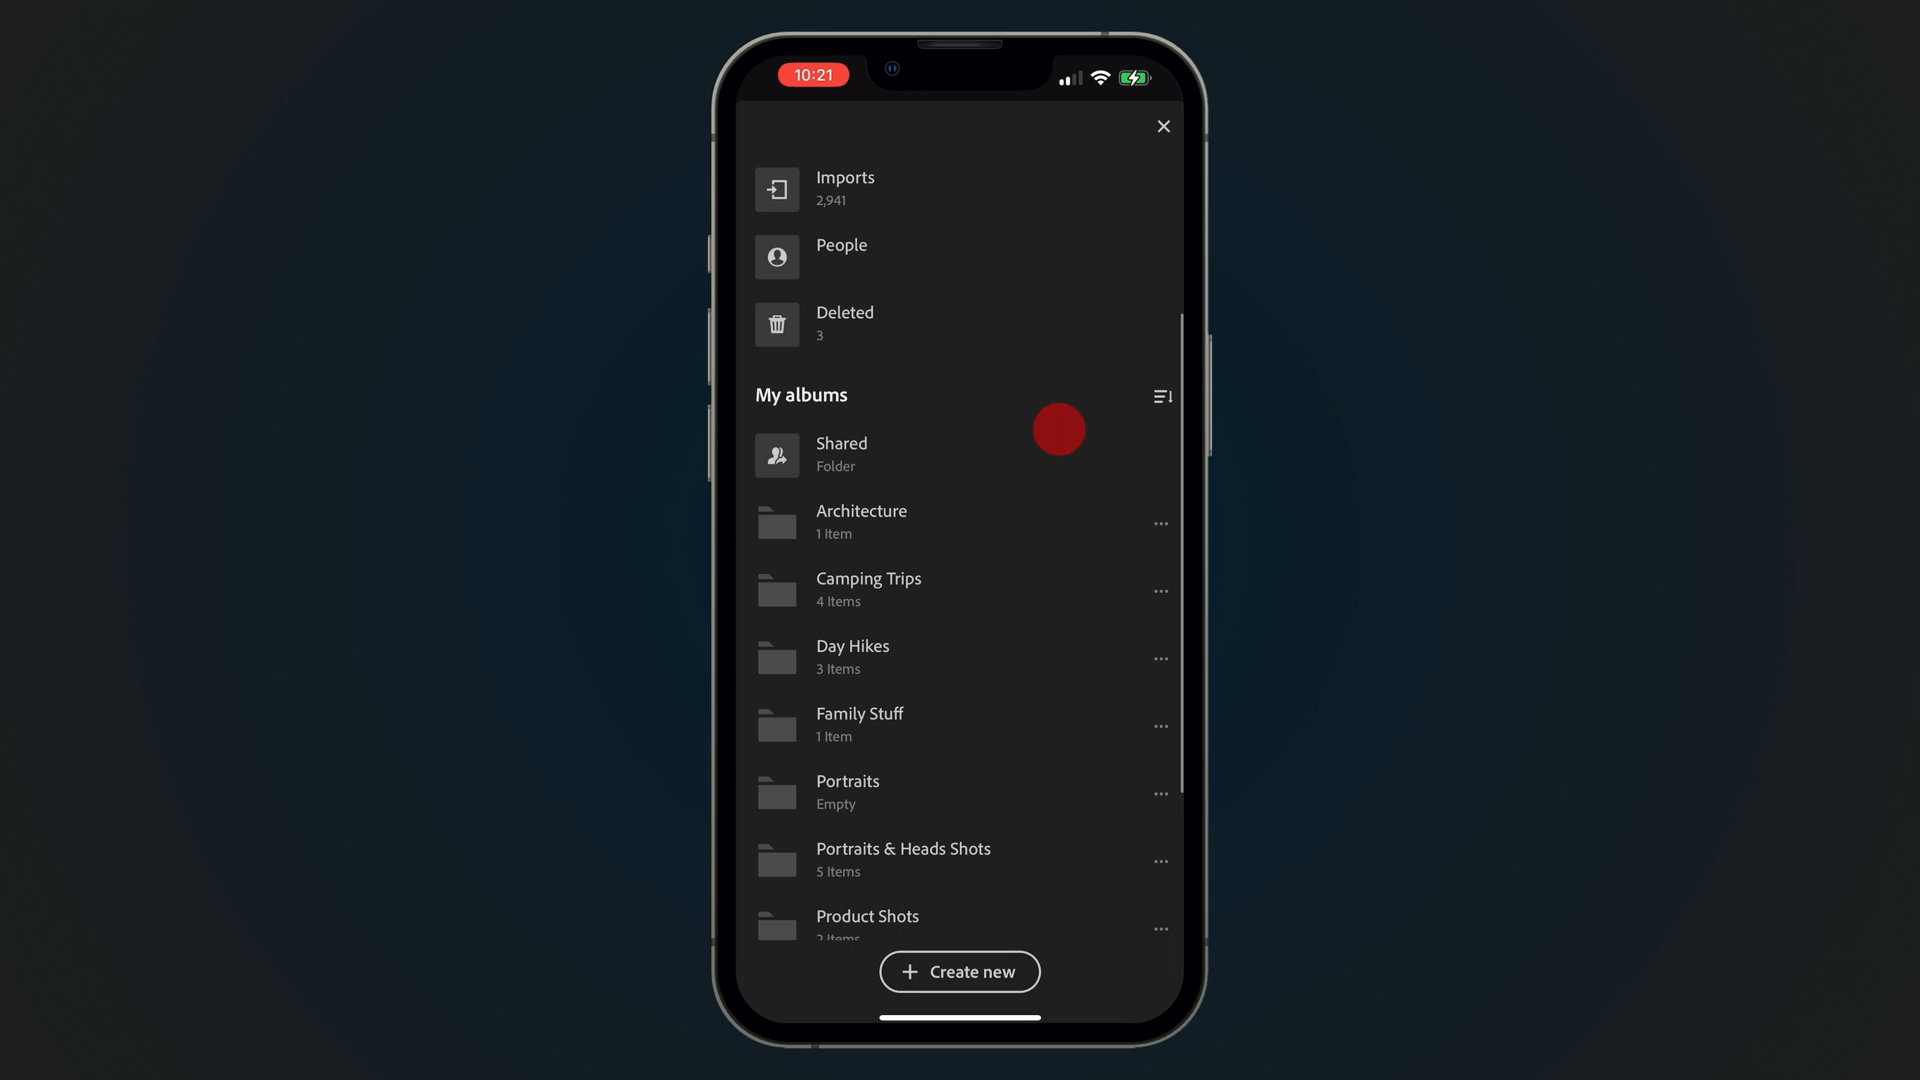 10:21
Imports
2,941
People
Deleted
3
My albums
Shared
Folder
Architecture
1 Item
Camping Trips
4 Items
Day Hikes
3 Items
Family Stuff
1 Item
Portraits
Empty
Portraits & Heads Shots
5 Items
Product Shots
2 Items
+ Create new